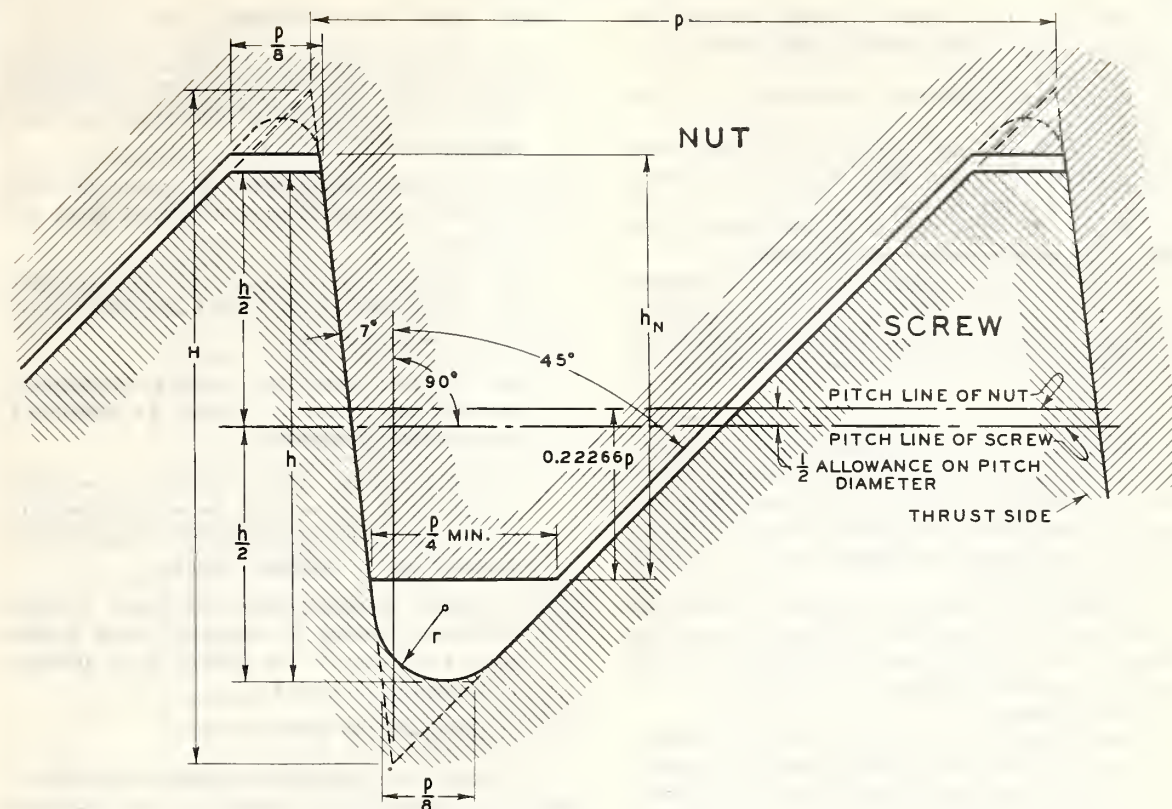 p
p/8
NUT
H
h/2
h
hN
7°
45°
90°
SCREW
PITCH LINE OF NUT
0.22266p
PITCH LINE OF SCREW
1/2 ALLOWANCE ON PITCH
DIAMETER
THRUST SIDE
h/2
p/4 MIN.
r
p/8